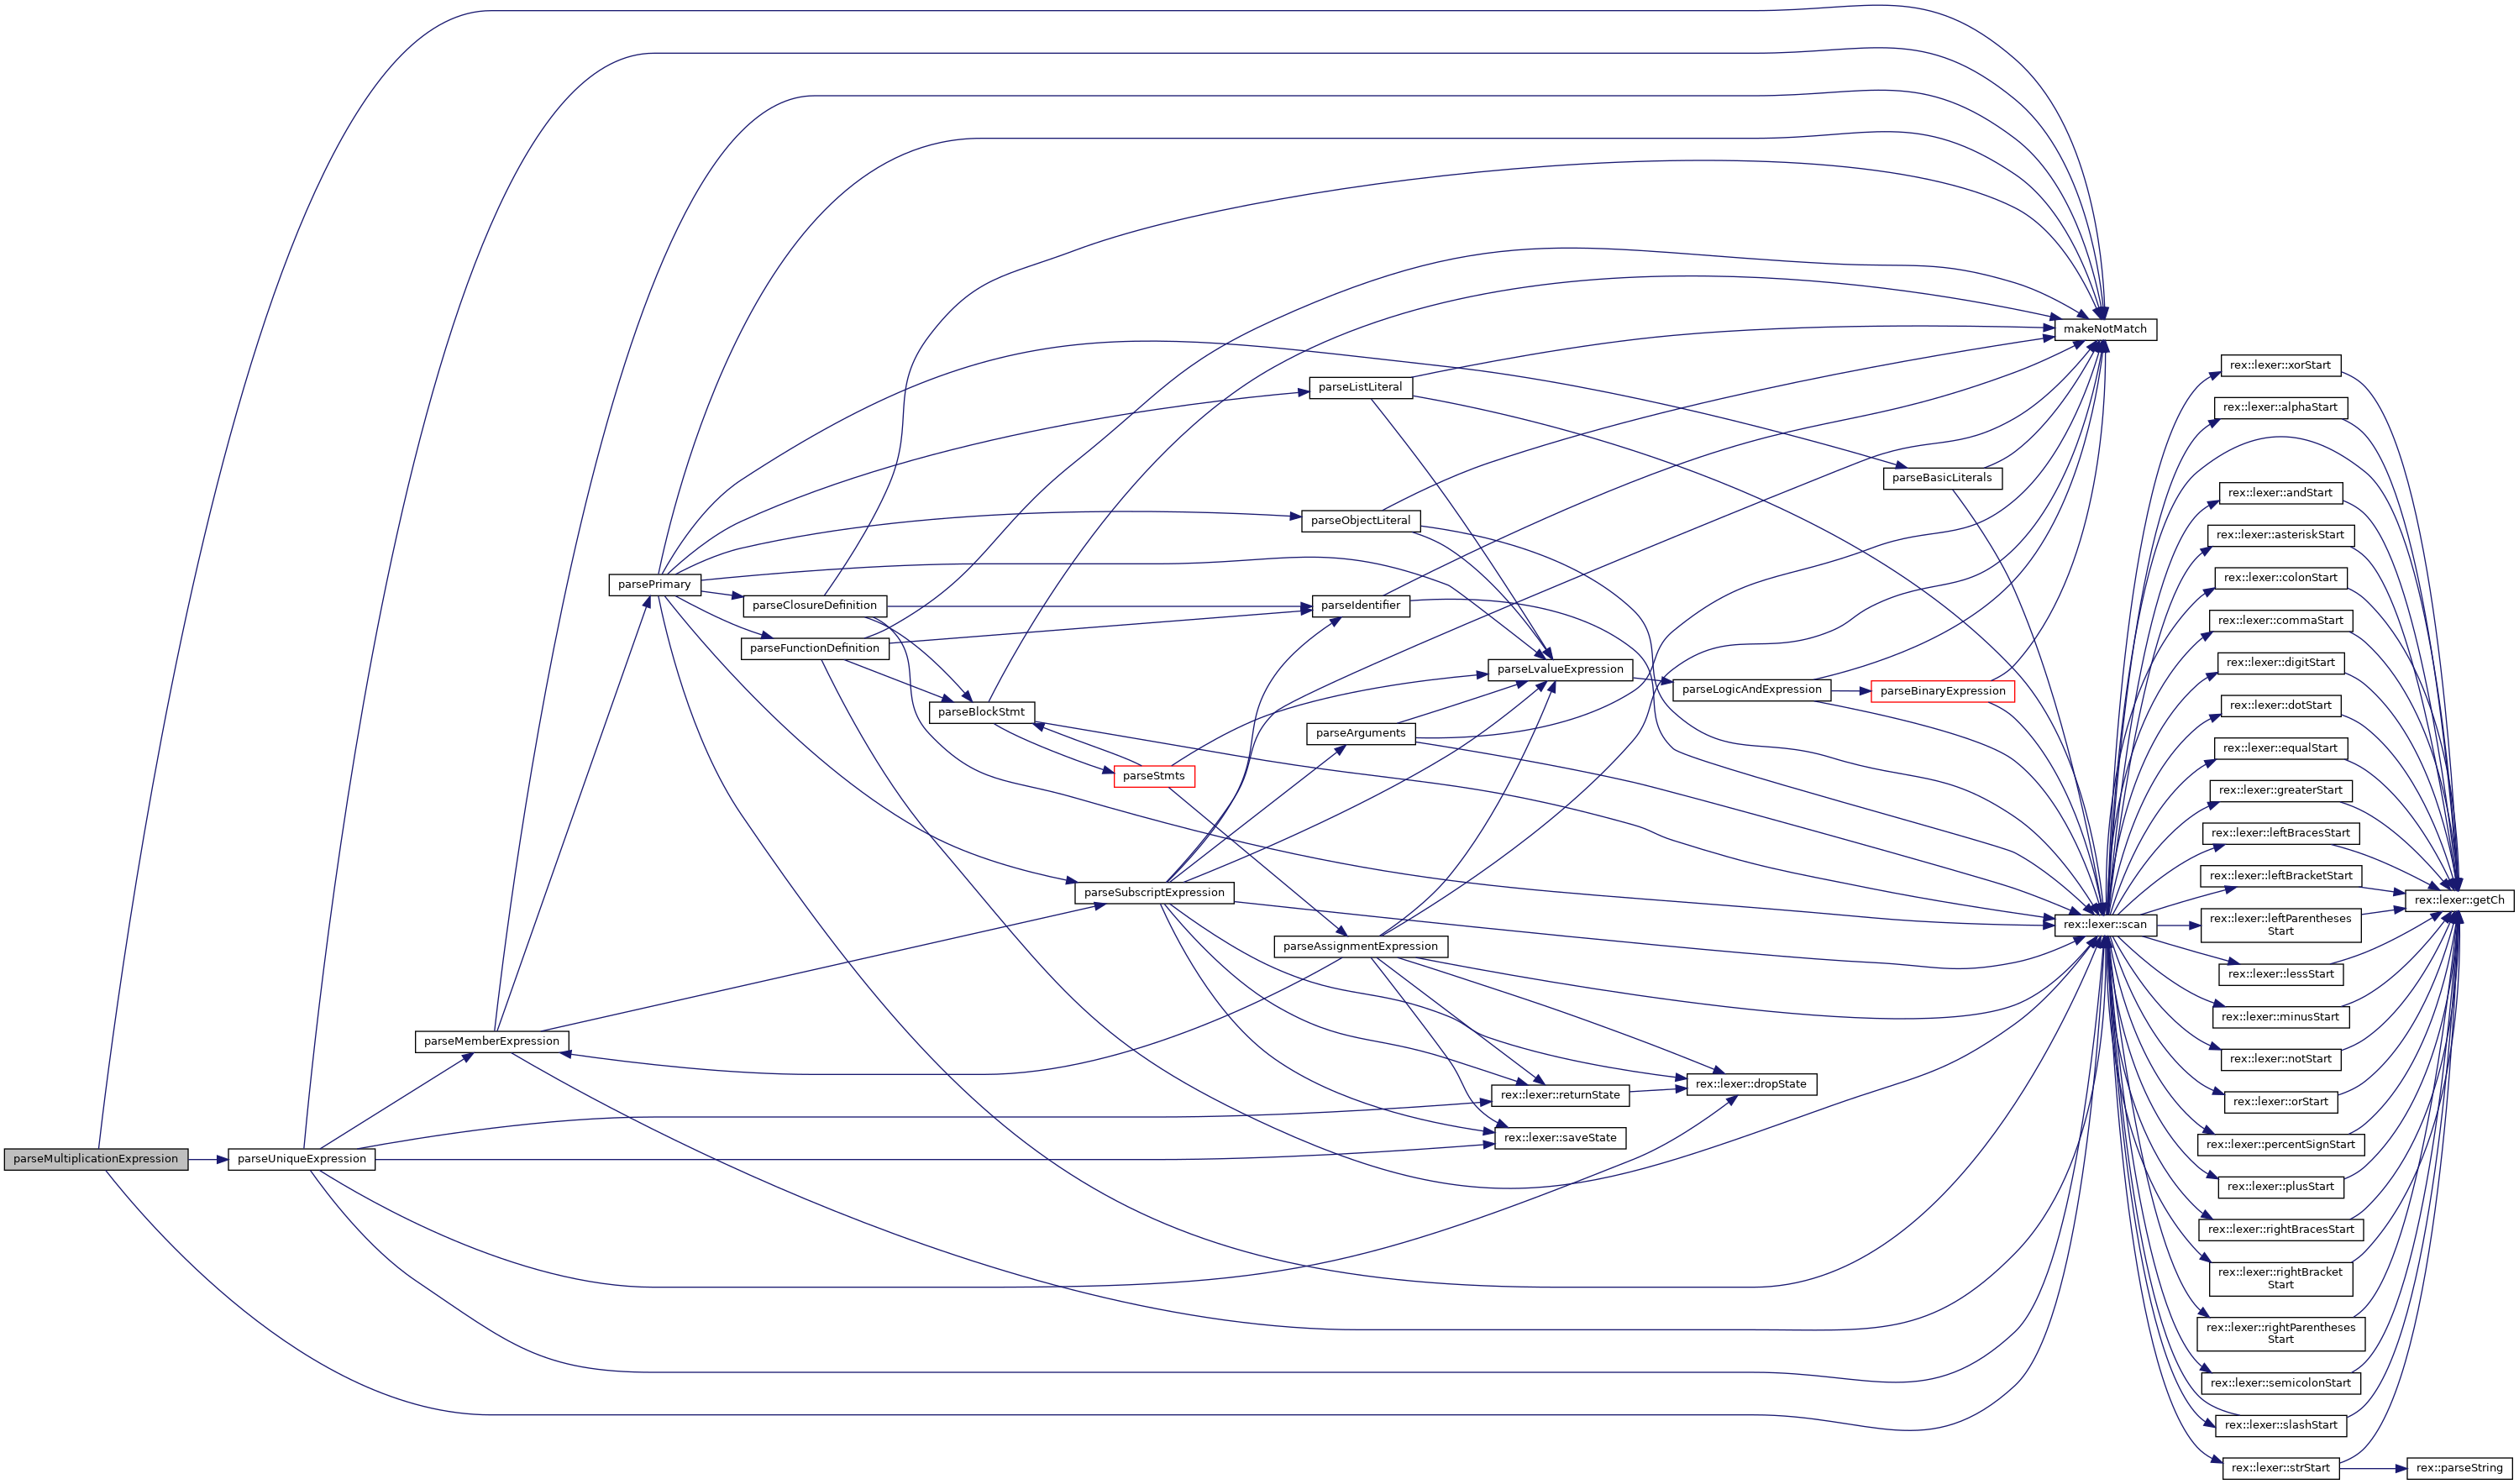 makeNotMatch
rex::lexer::xorStart
parseListLiteral
rex::lexer::alphaStart
parseBasicLiterals
rex::lexer::andStart
parseObjectLiteral
rex::lexer::asteriskStart
parsePrimary
rex::lexer::colonStart
parseClosureDefinition
parseIdentifier
rex::lexer::commaStart
parseFunctionDefinition
parseLvalueExpression
rex::lexer::digitStart
parseLogicAndExpression
parseBinaryExpression
parseBlockStmt
rex::lexer::dotStart
parseArguments
rex::lexer::equalStart
parseStmts
rex::lexer::greaterStart
rex::lexer::leftBracesStart
rex::lexer::leftBracketStart
parseSubscriptExpression
rex::lexer::getCh
rex::lexer::scan
rex::lexer::leftParentheses
Start
parseAssignmentExpression
rex::lexer::lessStart
rex::lexer::minusStart
parseMemberExpression
rex::lexer::notStart
rex::lexer::dropState
rex::lexer::returnState
rex::lexer::orStart
rex::lexer::saveState
rex::lexer::percentSignStart
parseMultiplicationExpression
parseUniqueExpression
rex::lexer::plusStart
rex::lexer::rightBracesStart
rex::lexer::rightBracket
Start
rex::lexer::rightParentheses
Start
rex::lexer::semicolonStart
rex::lexer::slashStart
rex::lexer::strStart
rex::parseString